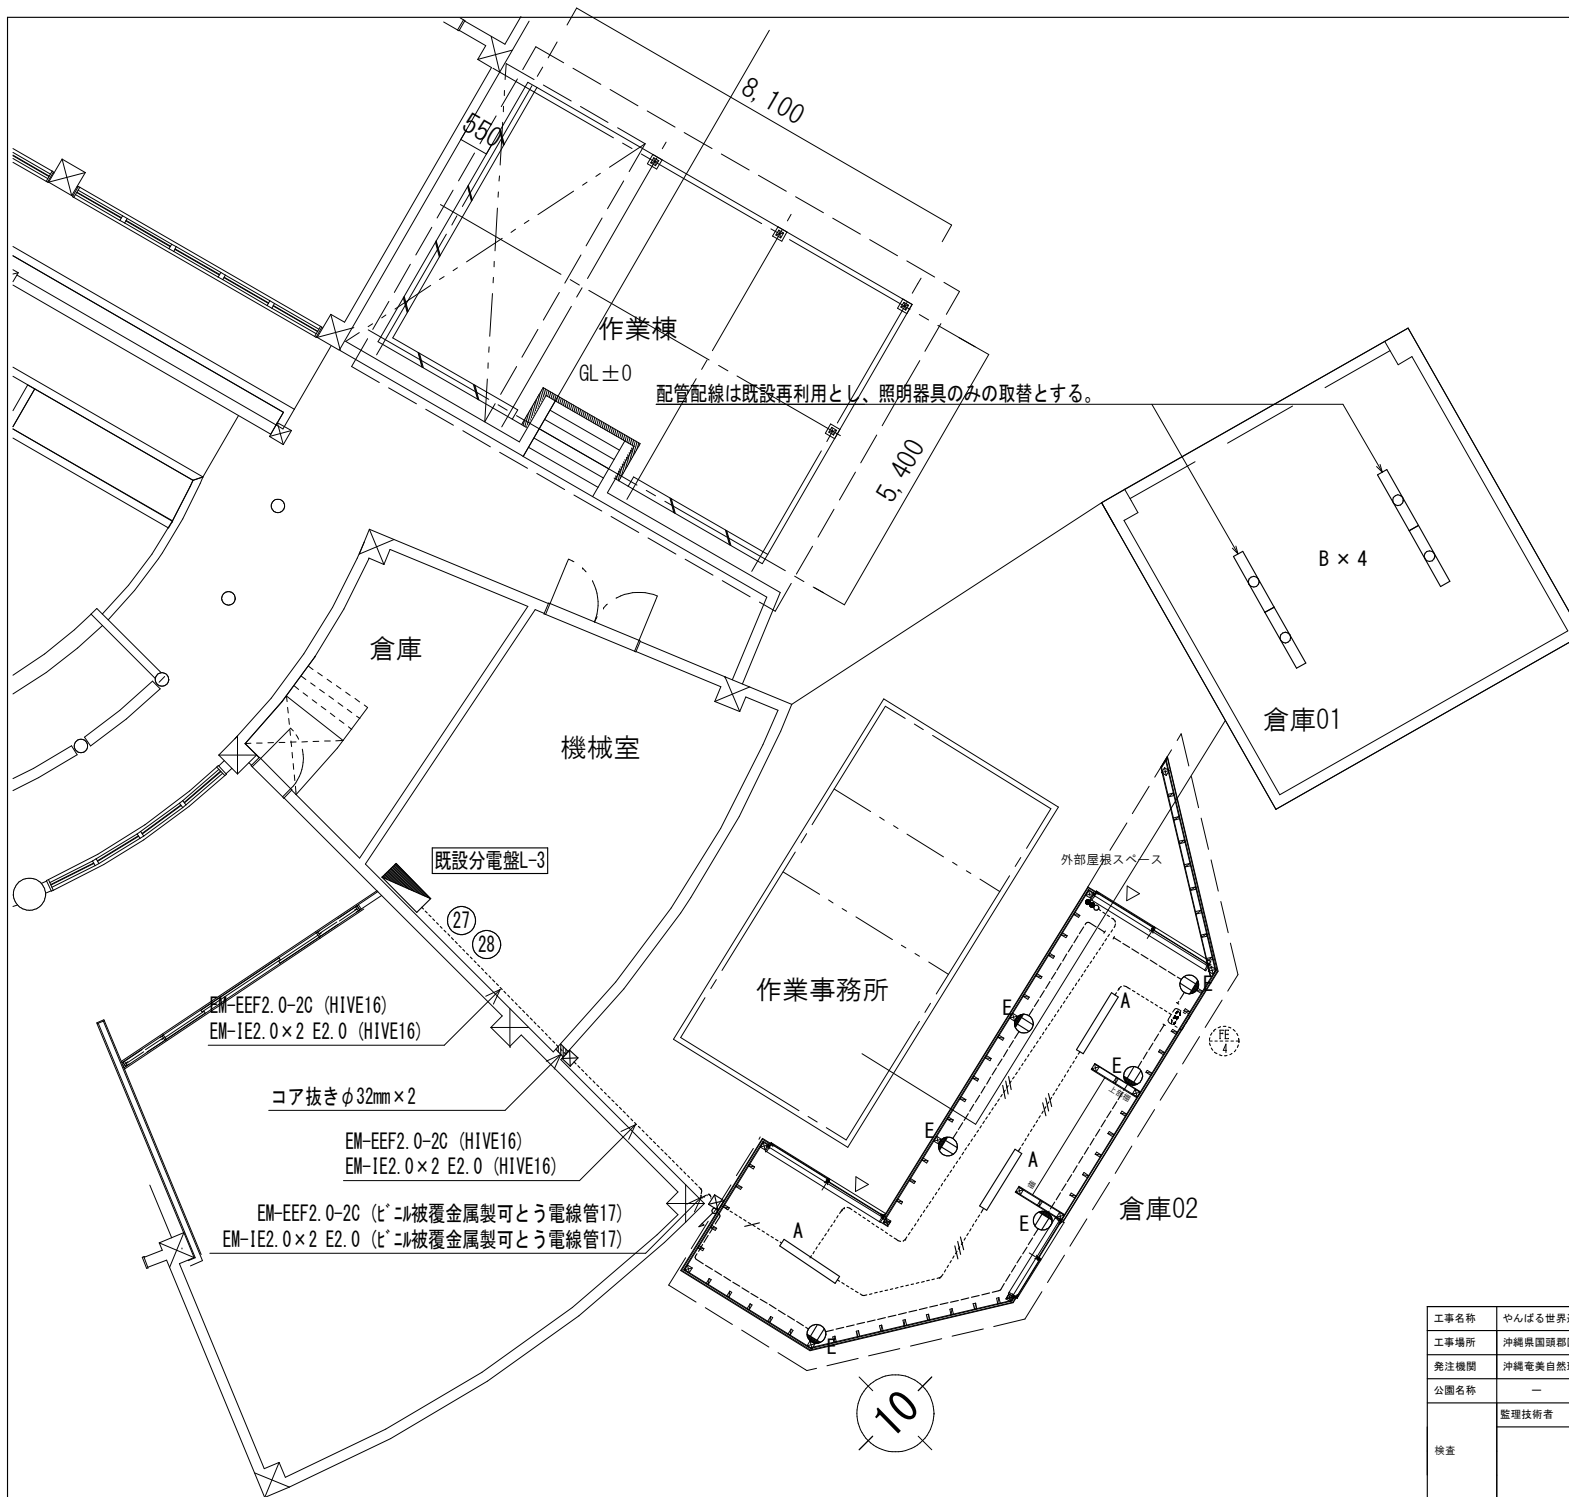 8,100
550
作業棟
GL±0
配管配線は既設再利用とし、照明器具のみの取替とする。
5,400
B × 4
倉庫
倉庫01
機械室
外部屋根スペース
既設分電盤L-3
27
28
作業事務所
E
A
E
FE
4
E
EM-EEF2.0-2C (HIVE16)
EM-IE2.0×2 E2.0 (HIVE16)
コア抜きφ32mm×2
E
EM-EEF2.0-2C (HIVE16)
EM-IE2.0×2 E2.0 (HIVE16)
A
棚
E
倉庫02
EM-EEF2.0-2C (ビニル被覆金属製可とう電線管17)
EM-IE2.0×2 E2.0 (ビニル被覆金属製可とう電線管17)
A
E
10
工事名称 やんばる世界
工事場所 沖縄県国頭郡
発注機関 沖縄奄美自然
公園名称 ―
監理技術者
検査